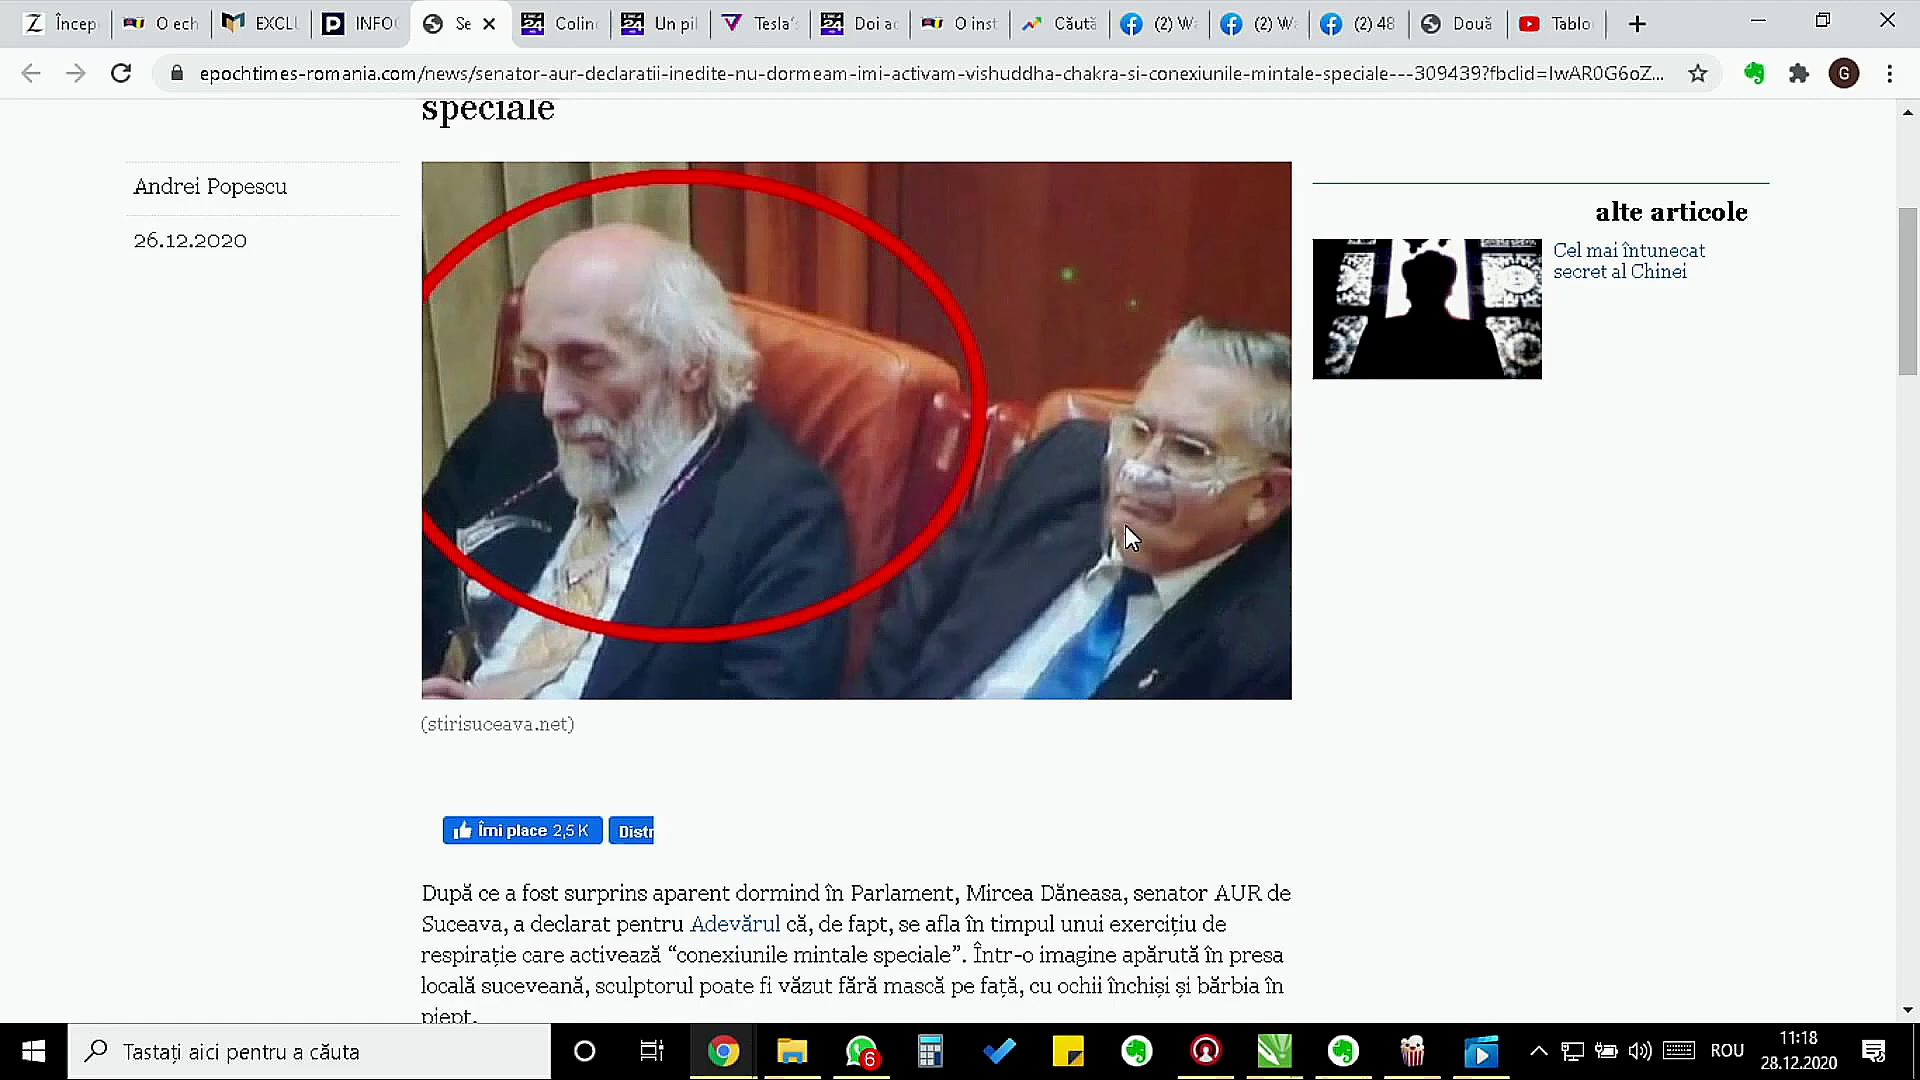 Încep
O ech
EXCLU
INFO
Se
Colin
Un pil
Tesla's
Doi ac
O inst
Căută
(2) Wa
(2) Wa
(2) 48
Două
Tablo
epochtimes-romania.com/news/senator-aur-declaratii-inedite-nu-dormeam-imi-activam-vishuddha-chakra-si-conexiunile-mintale-speciale---309439?fbclid=IwAR0G6oZ...
G
speciale
Andrei Popescu
26.12.2020
alte articole
Cel mai întunecat
secret al Chinei
(stirisuceava.net)
Îmi place 2,5 K
Distr
După ce a fost surprins aparent dormind în Parlament, Mircea Dăneasa, senator AUR de
Suceava, a declarat pentru Adevărul că, de fapt, se afla în timpul unui exercițiu de
respirație care activează “conexiunile mintale speciale”. Într-o imagine apărută în presa
locală suceveană, sculptorul poate fi văzut fără mască pe față, cu ochii închiși și bărbia în
piept.
Tastați aici pentru a căuta
6
ROU
11:18
28.12.2020